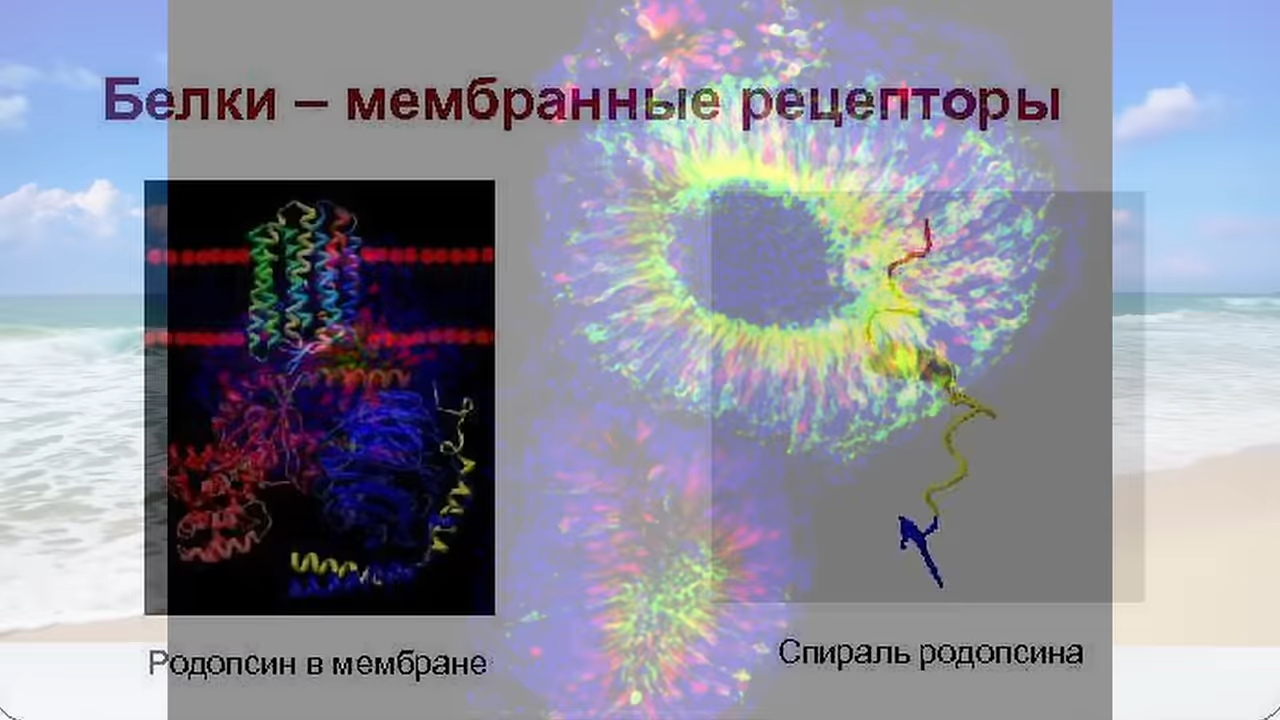 Белки – мембранные рецепторы
Родопсин в мембране
Спираль родопсина